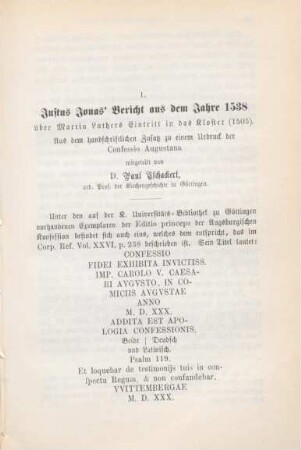 1.
Justus Jonas' Bericht aus dem Jahre 1538
über Martin Luthers Eintritt in das Kloster (1505).
Aus dem handschriftlichen Zusatz zu einem Urdruck der
Confessio Augustana
mitgeteilt von
D. Paul Tschackert,
ord. Prof. der Kirchengeschichte in Göttingen.
Unter den auf der K. Universitäts-Bibliothek zu Göttingen
vorhandenen Exemplaren der Editio princeps der Augsburgischen
Konfession befindet sich auch eins, welches dem entspricht, das im
Corp. Ref. Vol. XXVI, p. 238 beschrieben ist. Sein Titel lautet:
CONFESSIO
FIDEI EXHIBITA INVICTISS.
IMP. CAROLO V. CAESA-
RI AVGVSTO, IN CO-
MICIIS AVGVSTAE
ANNO
M. D. XXX.
ADDITA EST APO-
LOGIA CONFESSIONIS,
Beide | Deudsch
und Latinisch.
Psalm 119.
Et loquebar de testimonijs tuis in con-
spectu Regum, & non confundebar.
VVITTEMBERGAE
M. D. XXX.